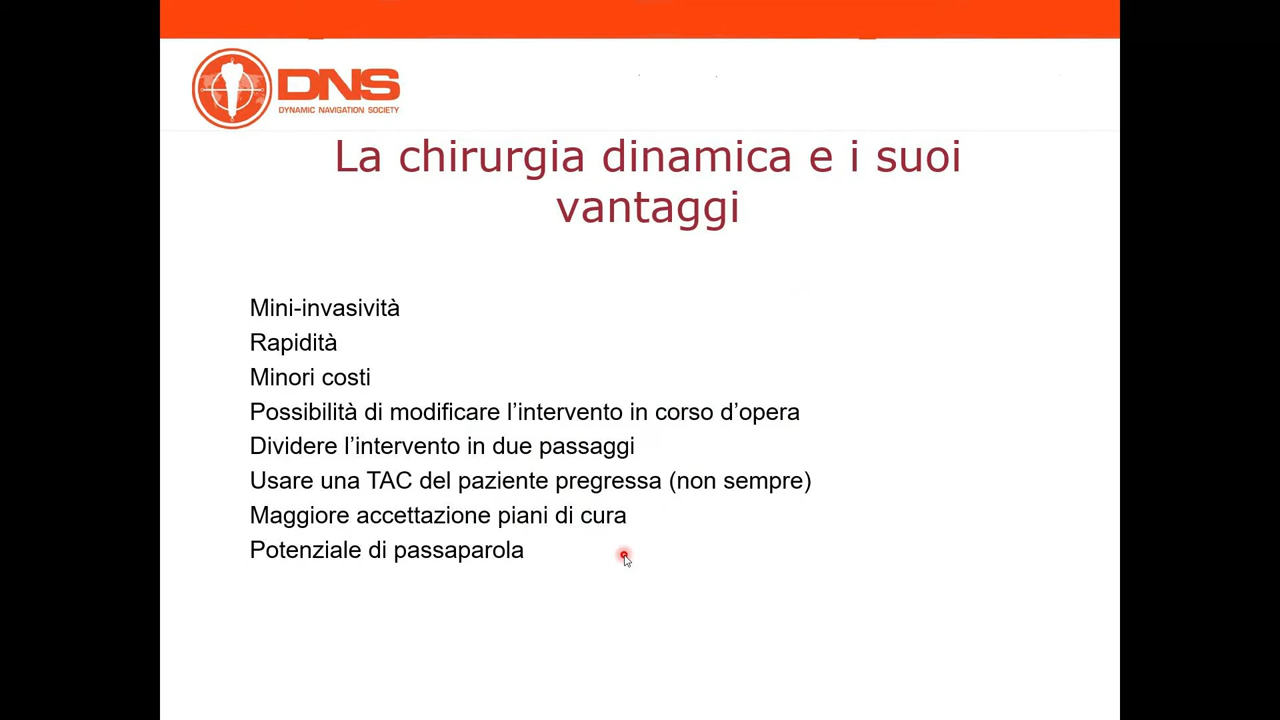 DNS
DYNAMIC NAVIGATION SOCIETY
La chirurgia dinamica e i suoi
vantaggi
Mini-invasività
Rapidità
Minori costi
Possibilità di modificare l’intervento in corso d’opera
Dividere l’intervento in due passaggi
Usare una TAC del paziente pregressa (non sempre)
Maggiore accettazione piani di cura
Potenziale di passaparola